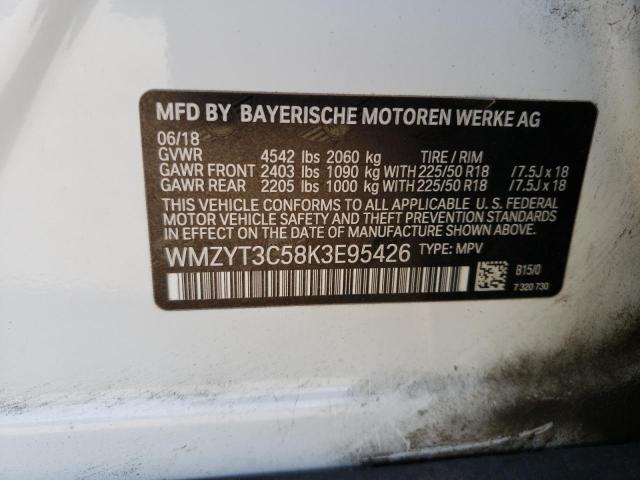 MFD BY BAYERISCHE MOTOREN WERKE AG
06/18
GVWR 4542 lbs 2060 kg TIRE / RIM
GAWR FRONT 2403 lbs 1090 kg WITH 225/50 R18 /7.5J x 18
GAWR REAR 2205 lbs 1000 kg WITH 225/50 R18 /7.5J x 18
THIS VEHICLE CONFORMS TO ALL APPLICABLE U. S. FEDERAL
MOTOR VEHICLE SAFETY AND THEFT PREVENTION STANDARDS
IN EFFECT ON THE DATE OF MANUFACTURE SHOWN ABOVE.
WMZYT3C58K3E95426 TYPE: MPV
B15/0
7 320 730